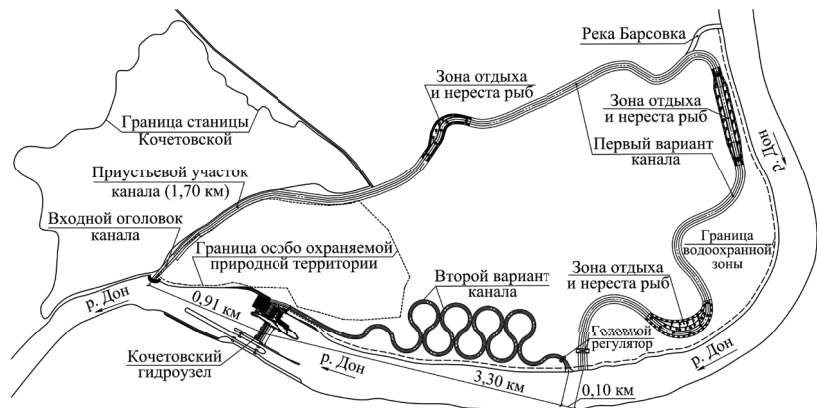 Река Барсовка
Зона отдыха
и нереста рыб
Зона отдыха
и нереста рыб
Граница станицы
Кочетовской
Первый вариант
канала
р. Дон
Приустьевой участок
канала (1,70 км)
Входной оголовок
канала
Граница особо охраняемой
природной территории
Граница
водоохранной
зоны
Второй вариант
канала
Зона отдыха
и нереста рыб
р. Дон
0,91 км
Головной
регулятор
Кочетовский
гидроузел
р. Дон
3,30 км
0,10 км
р. Дон